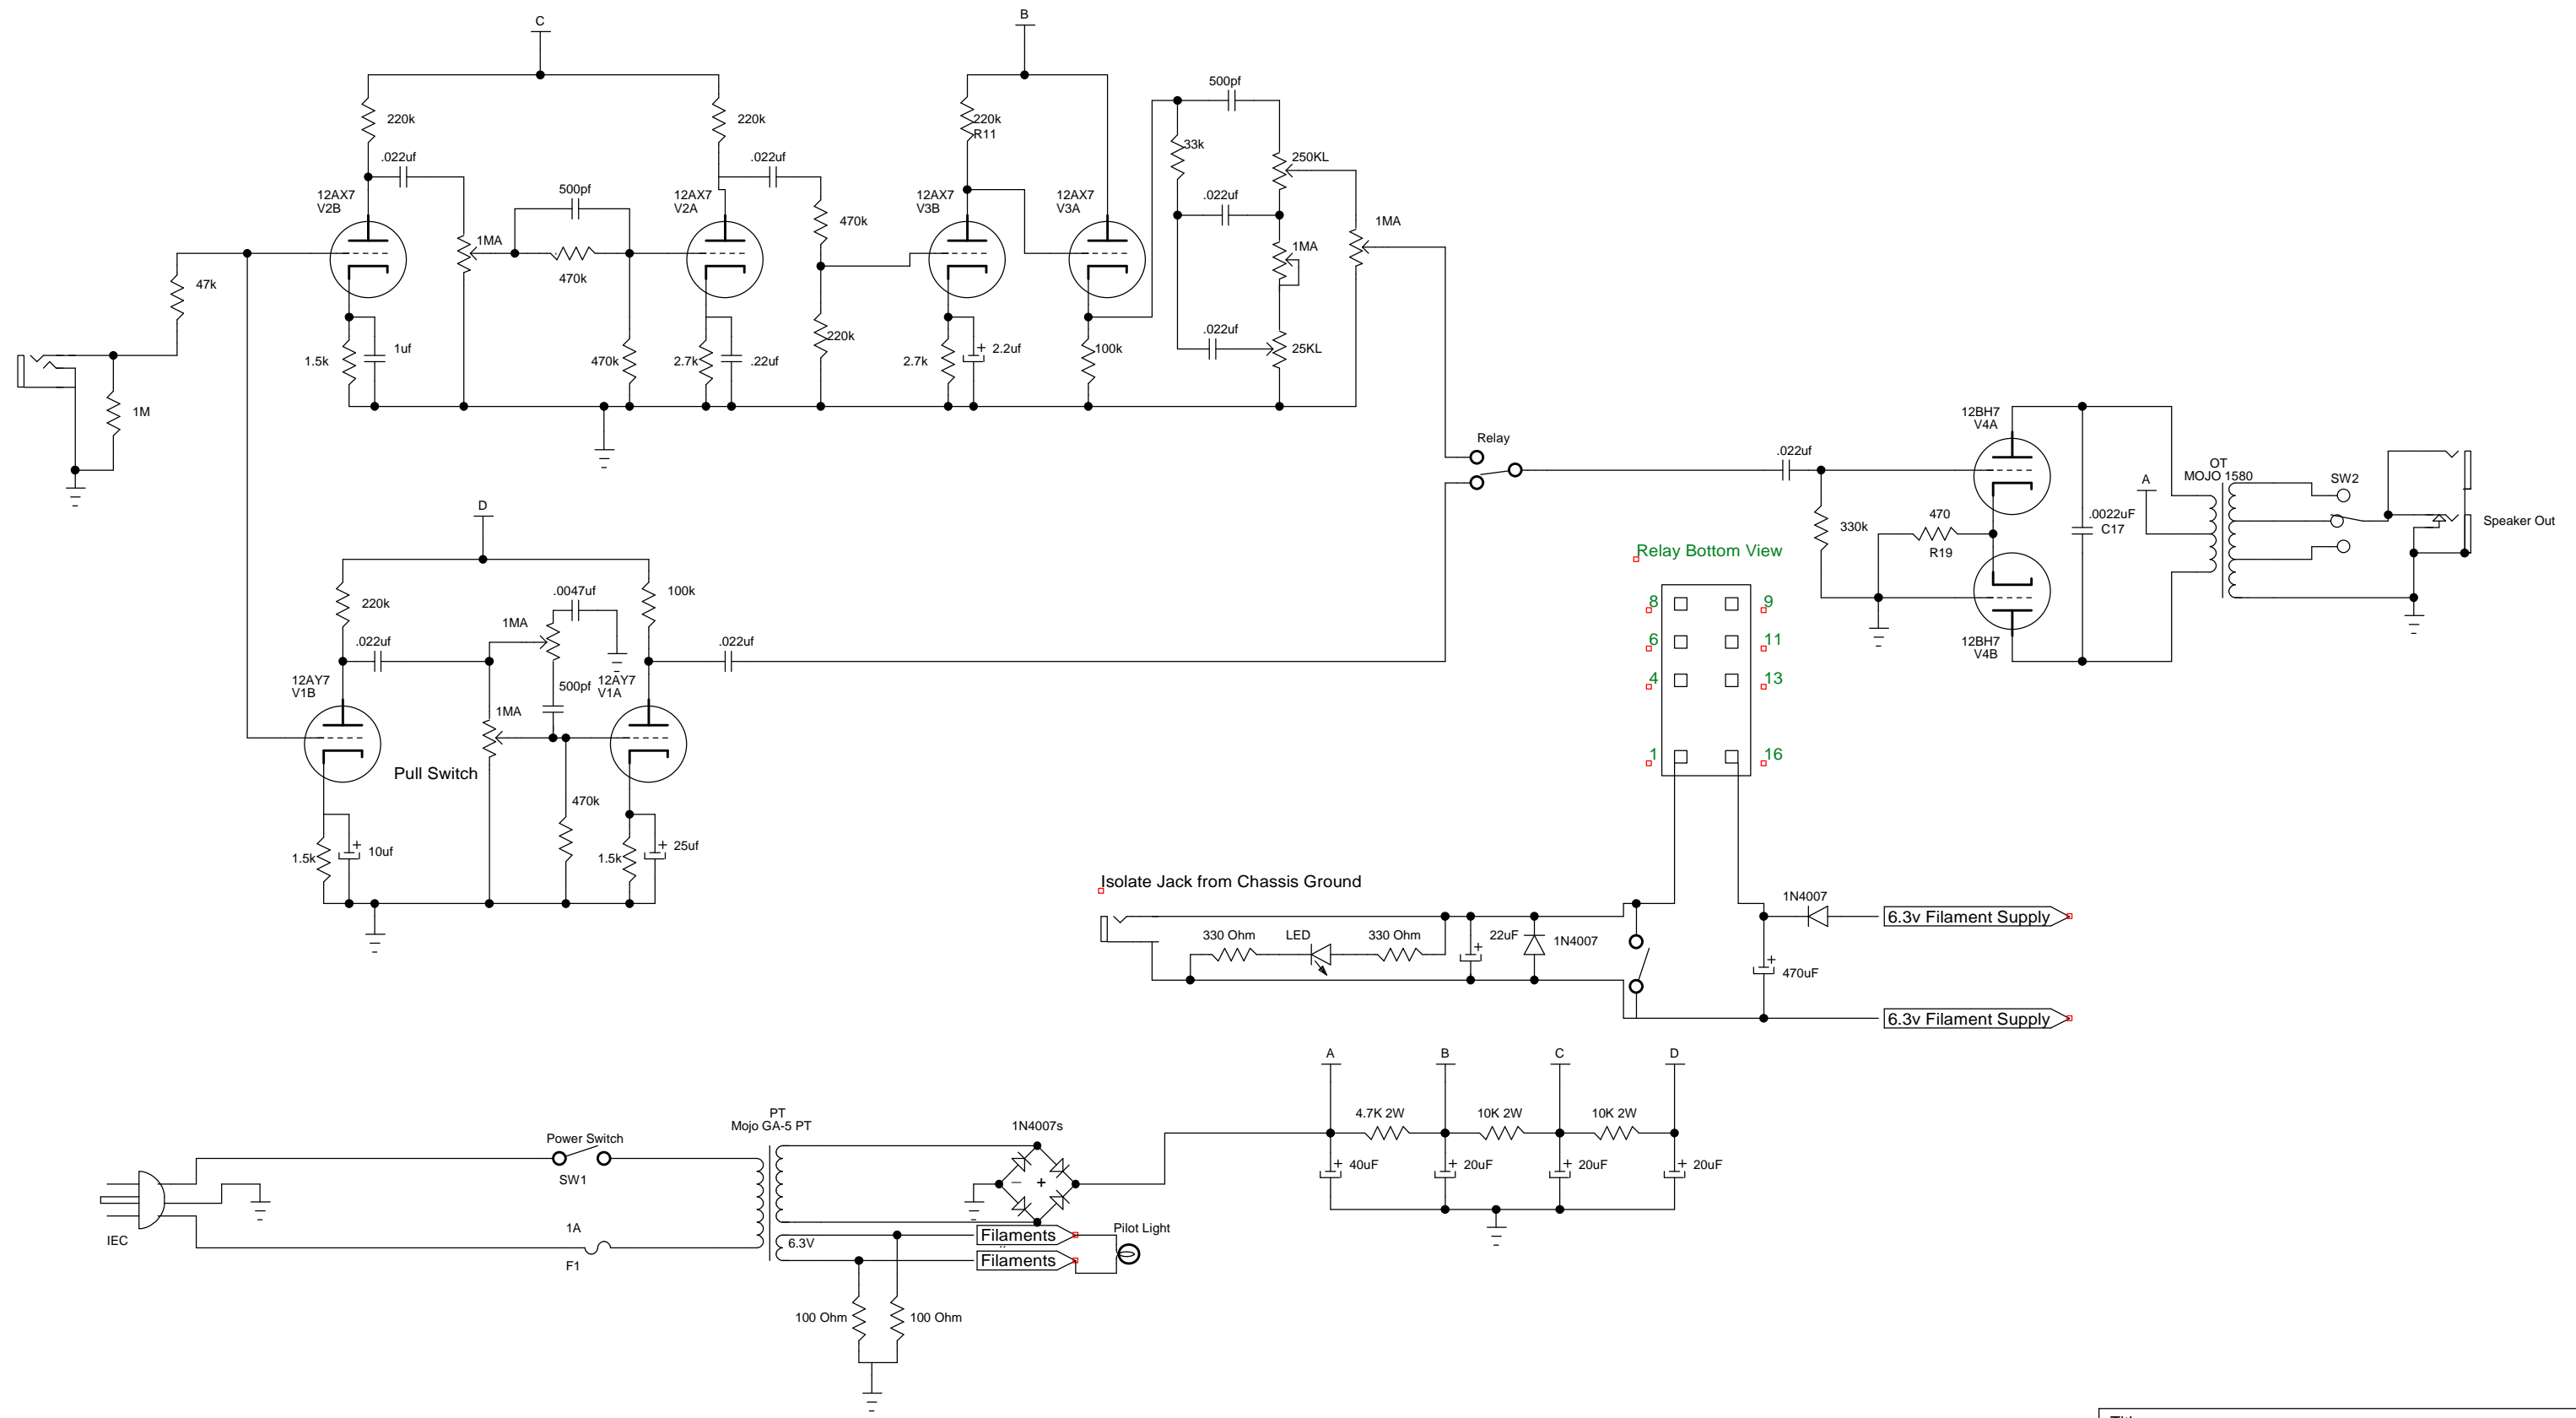 C
B
220k
220k
220k
R11
500pf
33k
250KL
.022uf
.022uf
12AX7
V2B
500pf
12AX7
V2A
12AX7
V3B
12AX7
V3A
.022uf
470k
1MA
1MA
1MA
47k
470k
220k
.022uf
1.5k
1uf
470k
2.7k
.22uf
2.7k
2.2uf
100k
25KL
1M
Relay
12BH7
V4A
.022uf
OT
MOJO 1580
A
SW2
470
R19
330k
.0022uF
C17
Speaker Out
12BH7
V4B
D
220k
.0047uf
100k
1MA
.022uf
.022uf
12AY7
V1B
500pf
12AY7
V1A
1MA
Pull Switch
470k
1.5k
10uf
1.5k
25uf
Relay Bottom View
8
9
6
11
4
13
1
16
Isolate Jack from Chassis Ground
330 Ohm
LED
330 Ohm
22uF
1N4007
1N4007
6.3v Filament Supply
470uF
6.3v Filament Supply
A
B
C
D
4.7K 2W
10K 2W
10K 2W
40uF
20uF
20uF
20uF
PT
Mojo GA-5 PT
1N4007s
Power Switch
SW1
IEC
1A
F1
6.3V
Filaments
Filaments
Pilot Light
100 Ohm
100 Ohm